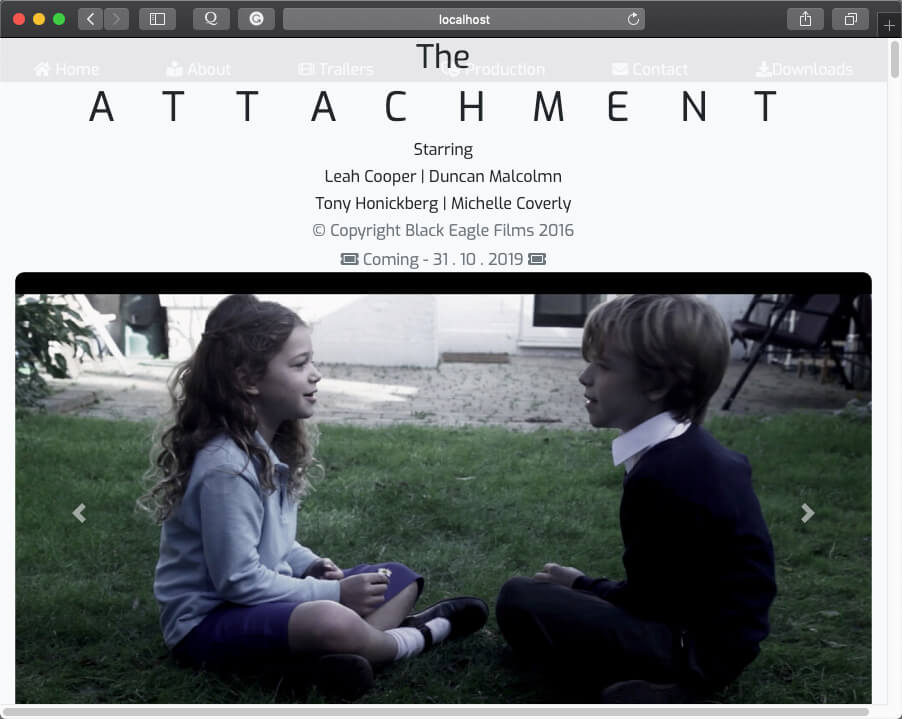 localhost
The
Home About Trailers Production Contact Downloads
A T T A C H M E N T
Starring
Leah Cooper | Duncan Malcolmn
Tony Honickberg | Michelle Coverly
© Copyright Black Eagle Films 2016
Coming - 31 . 10 . 2019